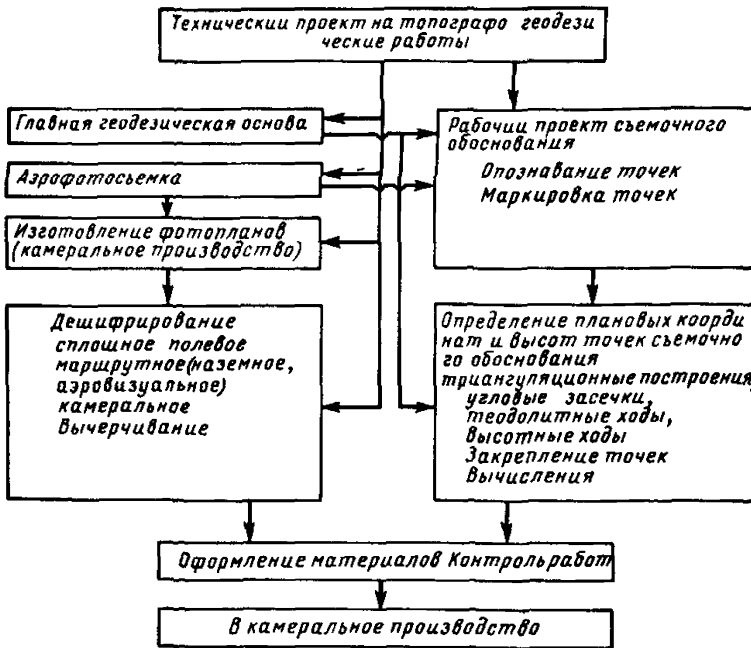 Технический проект на топографо геодези
ческие работы
Главная геодезическая основа
Аэрофотосъемка
Изготовление фотопланов
(камеральное производство)
Дешифрирование
сплошное полевое
маршрутное(наземное,
аэровизуальное)
камеральное
Вычерчивание
Рабочии проект съемочного
обоснования
Опознавание точек
Маркировка точек
Определение плановых коорди
нат и высот точек съемочно
го обоснования
триангуляционные построения,
угловые засечки,
теодолитные ходы,
высотные ходы
Закрепление точек
Вычисления
Оформление материалов Контроль работ
В камеральное производство